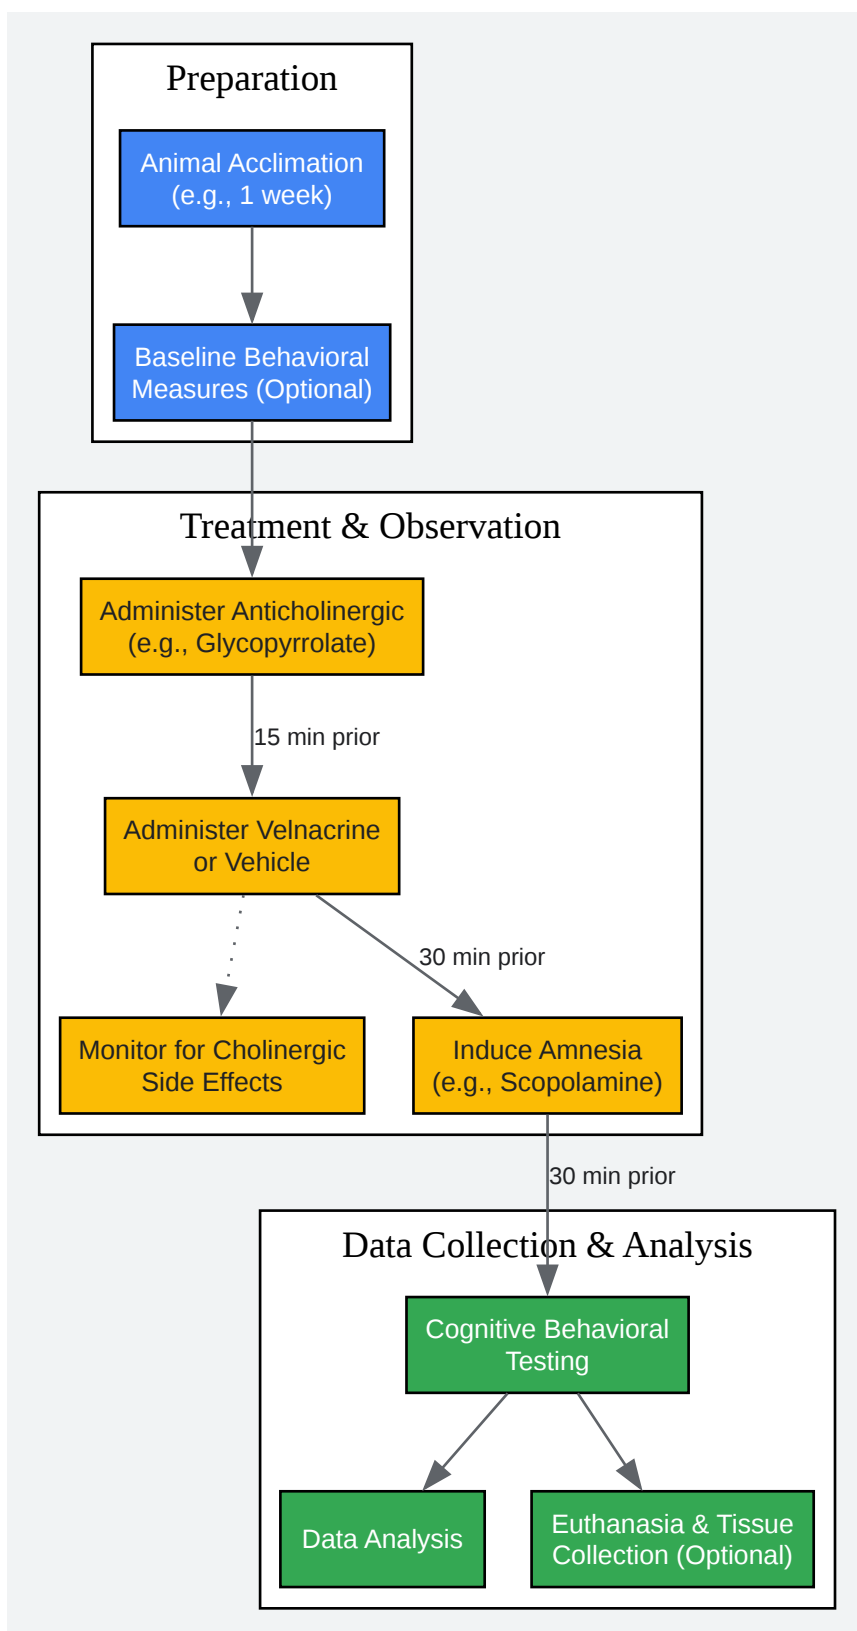 Preparation
Animal Acclimation
(e.g., 1 week)
Baseline Behavioral
Measures (Optional)
Treatment & Observation
Administer Anticholinergic
(e.g., Glycopyrrolate)
15 min prior
Administer Velnacrine
or Vehicle
30 min prior
Monitor for Cholinergic
Side Effects
Induce Amnesia
(e.g., Scopolamine)
30 min prior
Data Collection & Analysis
Cognitive Behavioral
Testing
Data Analysis
Euthanasia & Tissue
Collection (Optional)